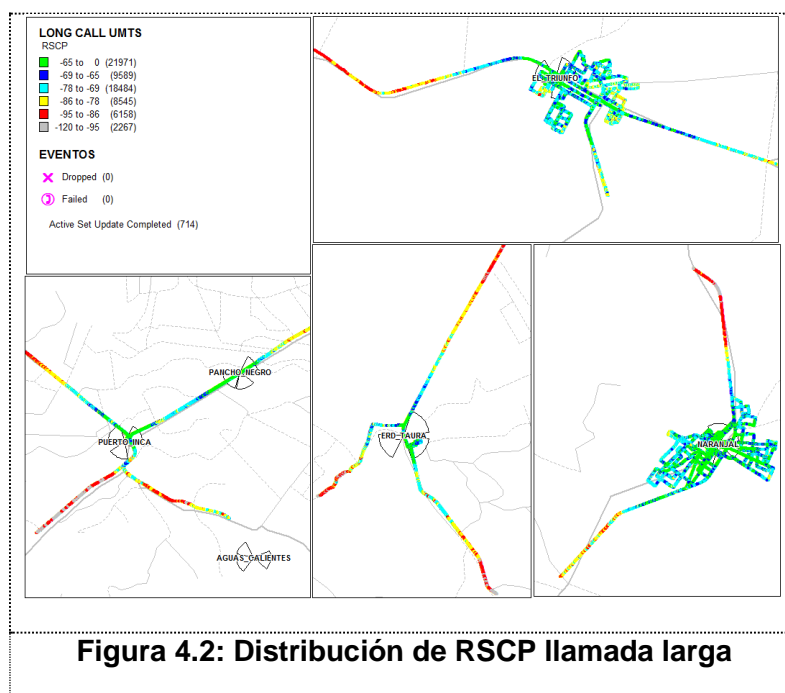 LONG CALL UMTS
RSCP
-65 to 0 (21971)
-69 to -65 (9589)
-78 to -69 (18484)
-86 to -78 (8545)
-95 to -86 (6158)
-120 to -95 (2267)
EVENTOS
Dropped (0)
Failed (0)
Active Set Update Completed (714)
EL_TRIUNFO
PANCHO_NEGRO
PUERTO_INCA
AGUAS_CALIENTES
ERD_TAURA
NARANJAL
Figura 4.2: Distribución de RSCP llamada larga